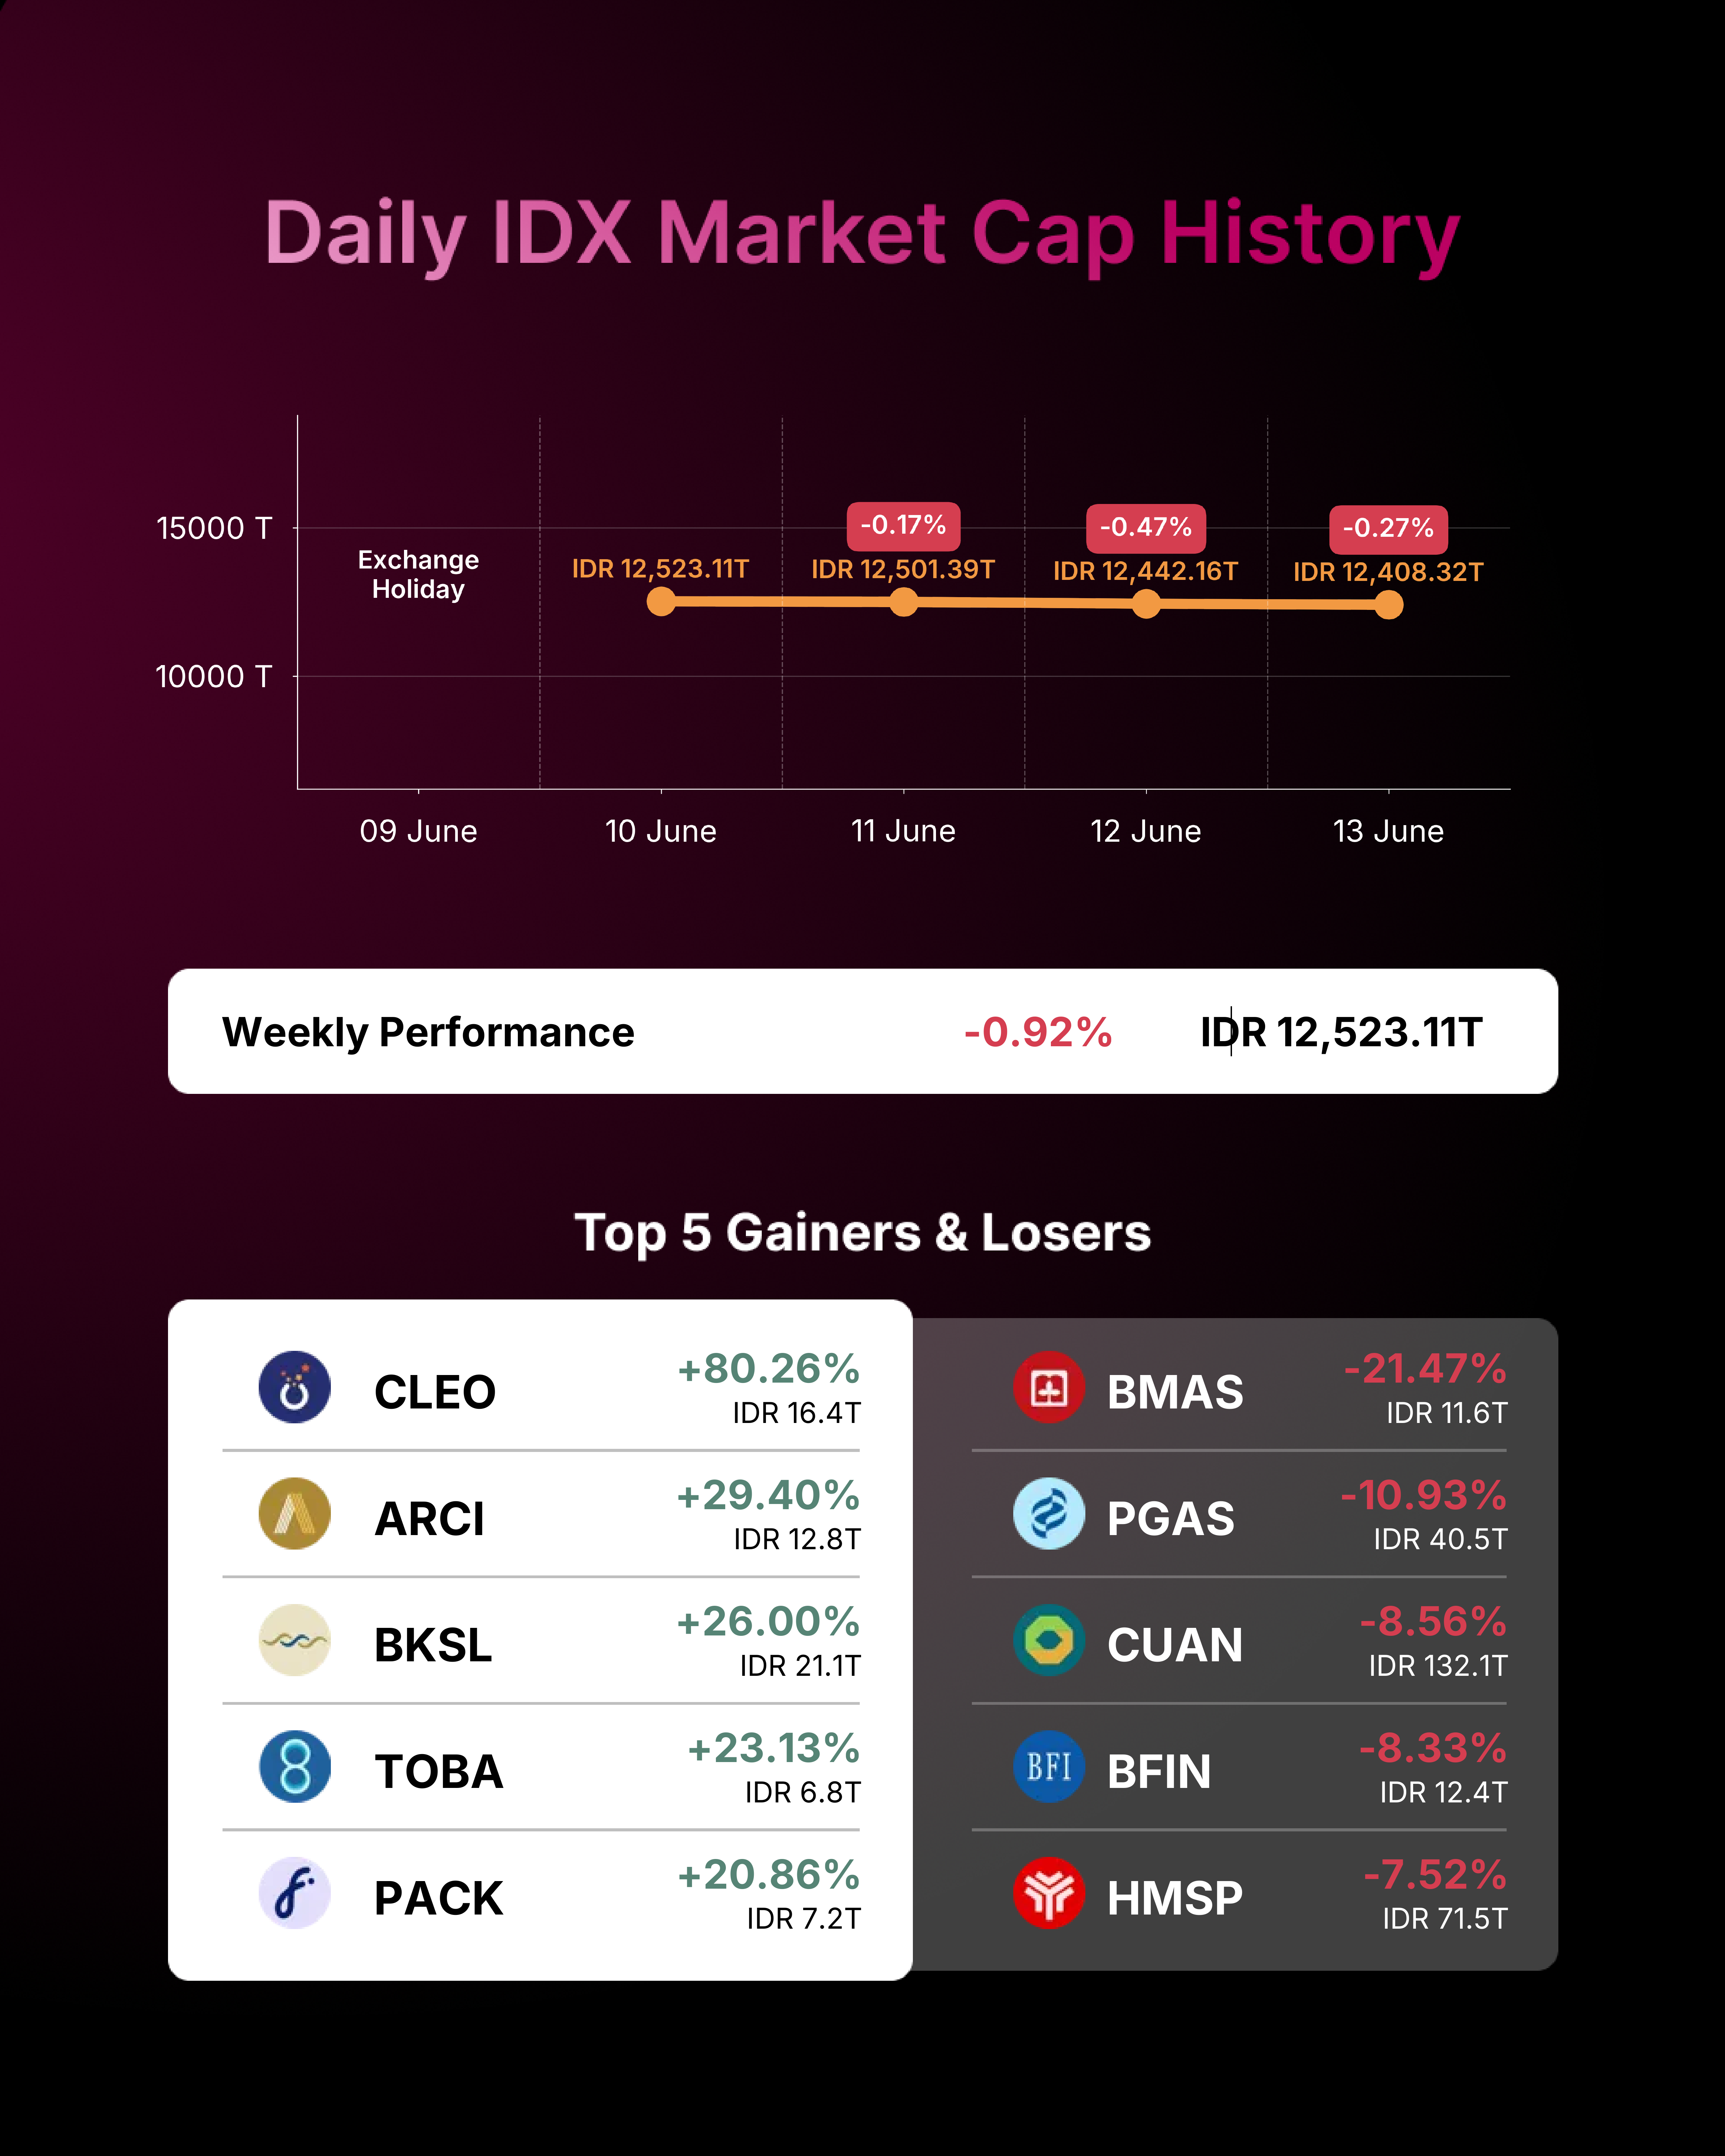 Daily IDX Market Cap History
15000 T
10000 T
Exchange
Holiday
IDR 12,523.11T
-0.17%
IDR 12,501.39T
-0.47%
IDR 12,442.16T
-0.27%
IDR 12,408.32T
09 June
10 June
11 June
12 June
13 June
Weekly Performance -0.92% IDR 12,523.11T
Top 5 Gainers & Losers
CLEO +80.26%
IDR 16.4T
ARCI +29.40%
IDR 12.8T
BKSL +26.00%
IDR 21.1T
TOBA +23.13%
IDR 6.8T
PACK +20.86%
IDR 7.2T
BMAS -21.47%
IDR 11.6T
PGAS -10.93%
IDR 40.5T
CUAN -8.56%
IDR 132.1T
BFI BFIN -8.33%
IDR 12.4T
HMSP -7.52%
IDR 71.5T